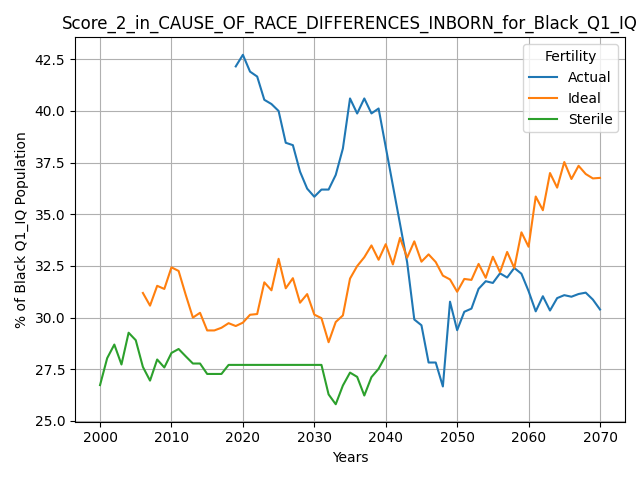 Score_2_in_CAUSE_OF_RACE_DIFFERENCES_INBORN_for_Black_Q1_IQ
Fertility
Actual
Ideal
Sterile
% of Black Q1_IQ Population
42.5
40.0
37.5
35.0
32.5
30.0
27.5
25.0
2000 2010 2020 2030 2040 2050 2060 2070
Years